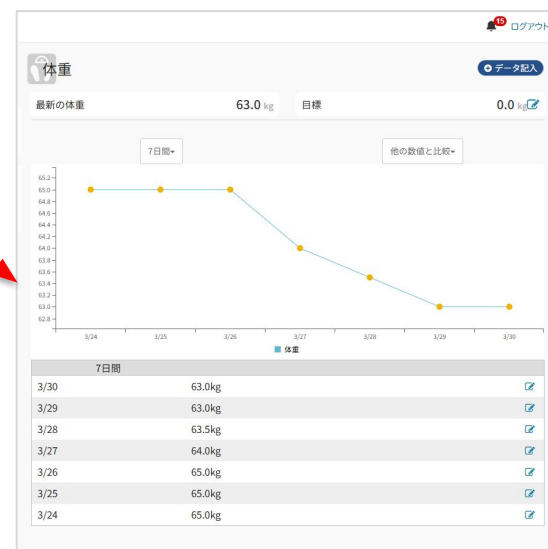 15 ログアウト
体重
データ記入
最新の体重 63.0 kg 目標 0.0 kg
7日間 他の数値と比較
65.2
65.0
64.8
64.6
64.4
64.2
64.0
63.8
63.6
63.4
63.2
63.0
62.8
3/24 3/25 3/26 3/27 3/28 3/29 3/30
体重
7日間
3/30 63.0kg
3/29 63.0kg
3/28 63.5kg
3/27 64.0kg
3/26 65.0kg
3/25 65.0kg
3/24 65.0kg